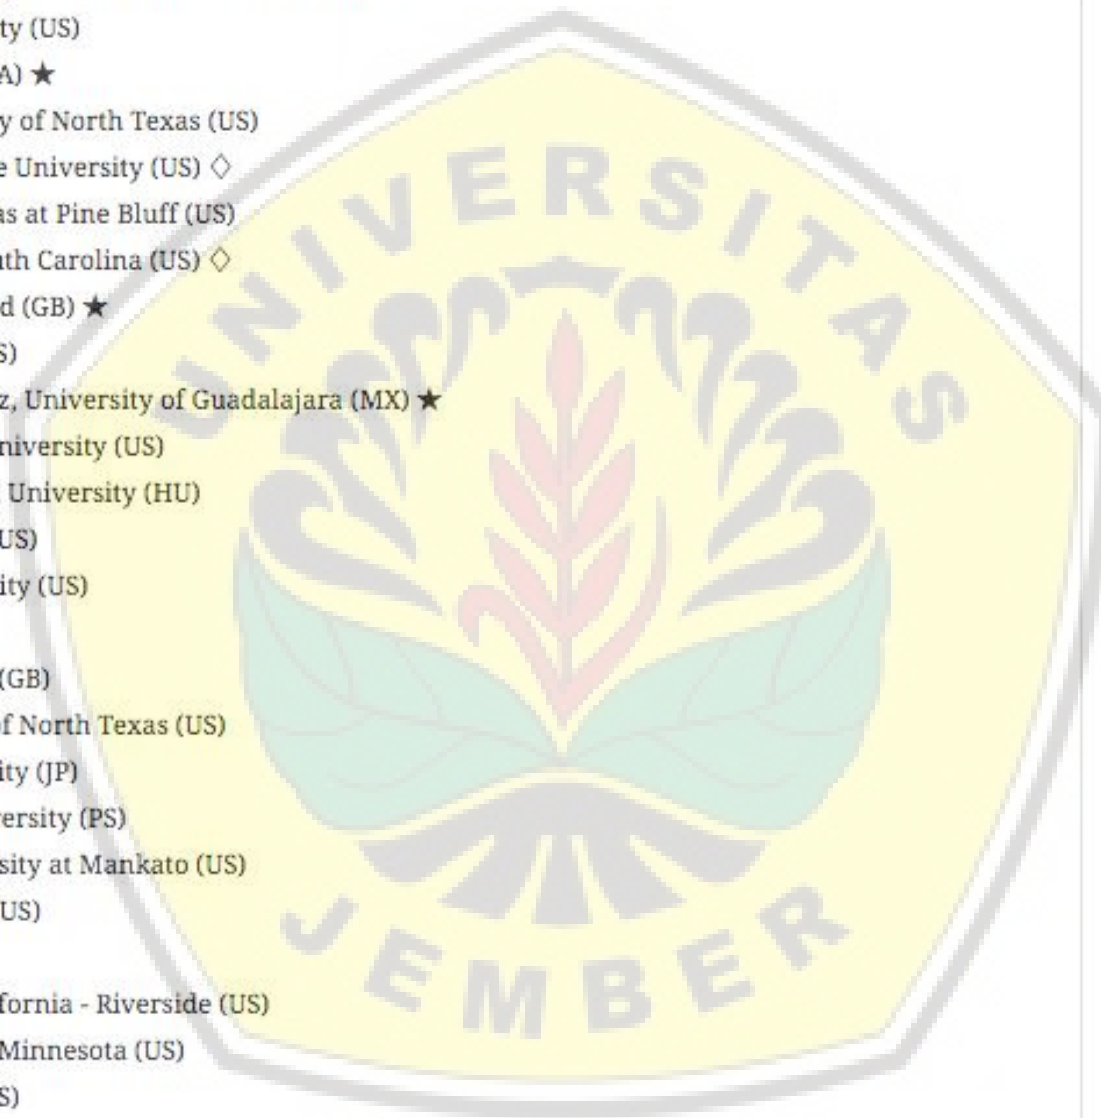 ty (US)
A) ★
y of North Texas (US)
e University (US) ◇
as at Pine Bluff (US)
uth Carolina (US) ◇
d (GB) ★
S)
z, University of Guadalajara (MX) ★
niversity (US)
University (HU)
US)
ity (US)
(GB)
of North Texas (US)
ity (JP)
ersity (PS)
sity at Mankato (US)
US)
fornia - Riverside (US)
Minnesota (US)
S)
UNIVERSITAS
JEMBER